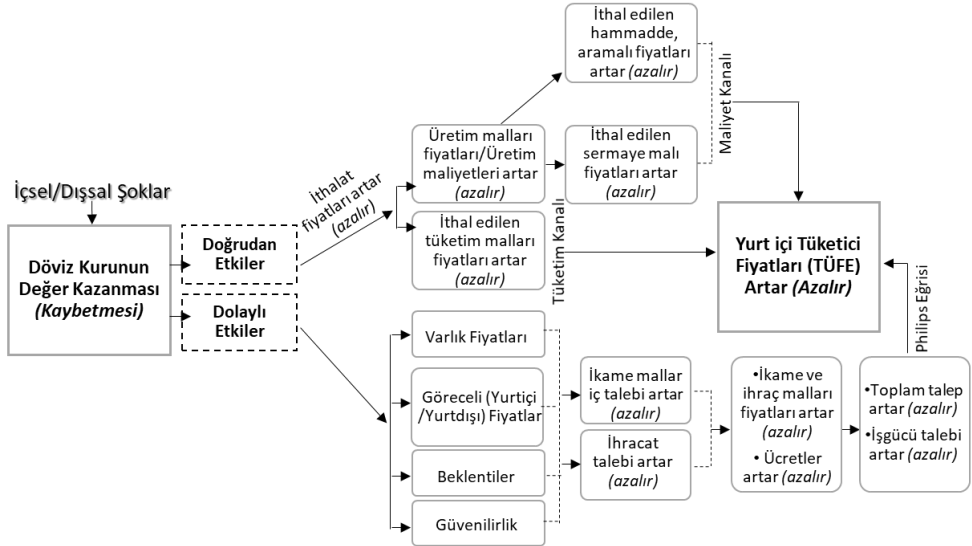 İçsel/Dışsal Şoklar
Döviz Kurunun
Değer Kazanması
(Kaybetmesi)
Doğrudan
Etkiler
Dolaylı
Etkiler
İthalat
fiyatları artar
(azalır)
Üretim malları
fiyatları/Üretim
maliyetleri artar
(azalır)
İthal edilen
tüketim malları
fiyatları artar
(azalır)
İthal edilen
hammadde,
aramalı fiyatları
artar (azalır)
İthal edilen
sermaye malı
fiyatları artar
(azalır)
Maliyet Kanalı
Tüketim Kanalı
Yurt içi Tüketici
Fiyatları (TÜFE)
Artar (Azalır)
Philips Eğrisi
Varlık Fiyatları
Göreceli (Yurtiçi
/Yurtdışı) Fiyatlar
Beklentiler
Güvenilirlik
İkame mallar
iç talebi artar
(azalır)
İhracat
talebi artar
(azalır)
•İkame ve
ihraç malları
fiyatları artar
(azalır)
• Ücretler
artar (azalır)
•Toplam talep
artar (azalır)
•İşgücü talebi
artar (azalır)